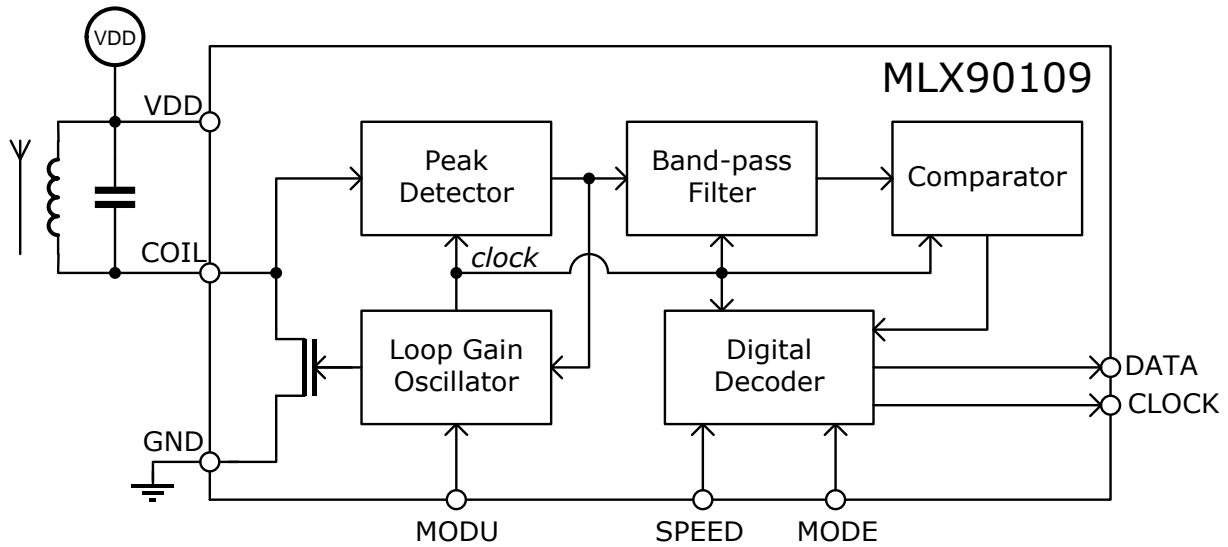 VDD
MLX90109
VDD
Peak
Detector
Band-pass
Filter
Comparator
COIL
clock
Loop Gain
Oscillator
Digital
Decoder
DATA
CLOCK
GND
MODU
SPEED
MODE